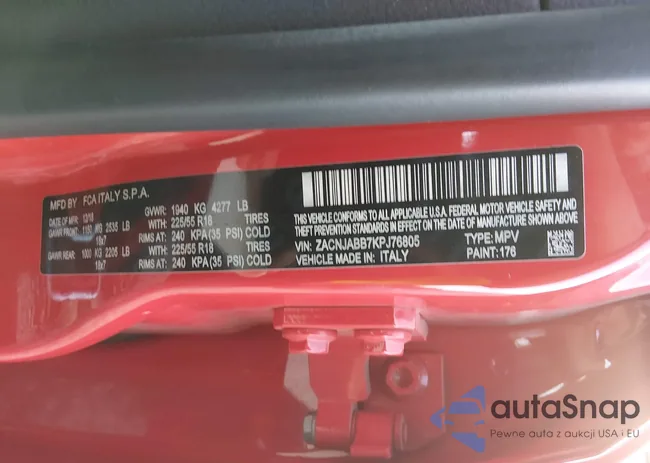 MFD BY FCA ITALY S.P.A.
DATE OF MFD: 12/18 GVWR: 1940 KG 4277 LB
GAWR FRONT: 1150 KG 2535 LB WITH 225/55 R18 TIRES
18x7 RIMS AT: 240 KPA(35 PSI) COLD
GAWR REAR: 1000 KG 2205 LB WITH 225/55 R18 TIRES
18x7 RIMS AT: 240 KPA(35 PSI) COLD
THIS VEHICLE CONFORMS TO ALL APPLICABLE U.S.A. FEDERAL MOTOR VEHICLE SAFETY,
BUMPER, AND THEFT PREVENTION STANDARDS IN EFFECT ON THE DATE OF MANUFACTURE SHOWN ABOVE.
VIN: ZACNJABB7KPJ76805 TYPE: MPV
VEHICLE MADE IN: ITALY PAINT: 176
autaSnap
Pewne auta z aukcji USA i EU